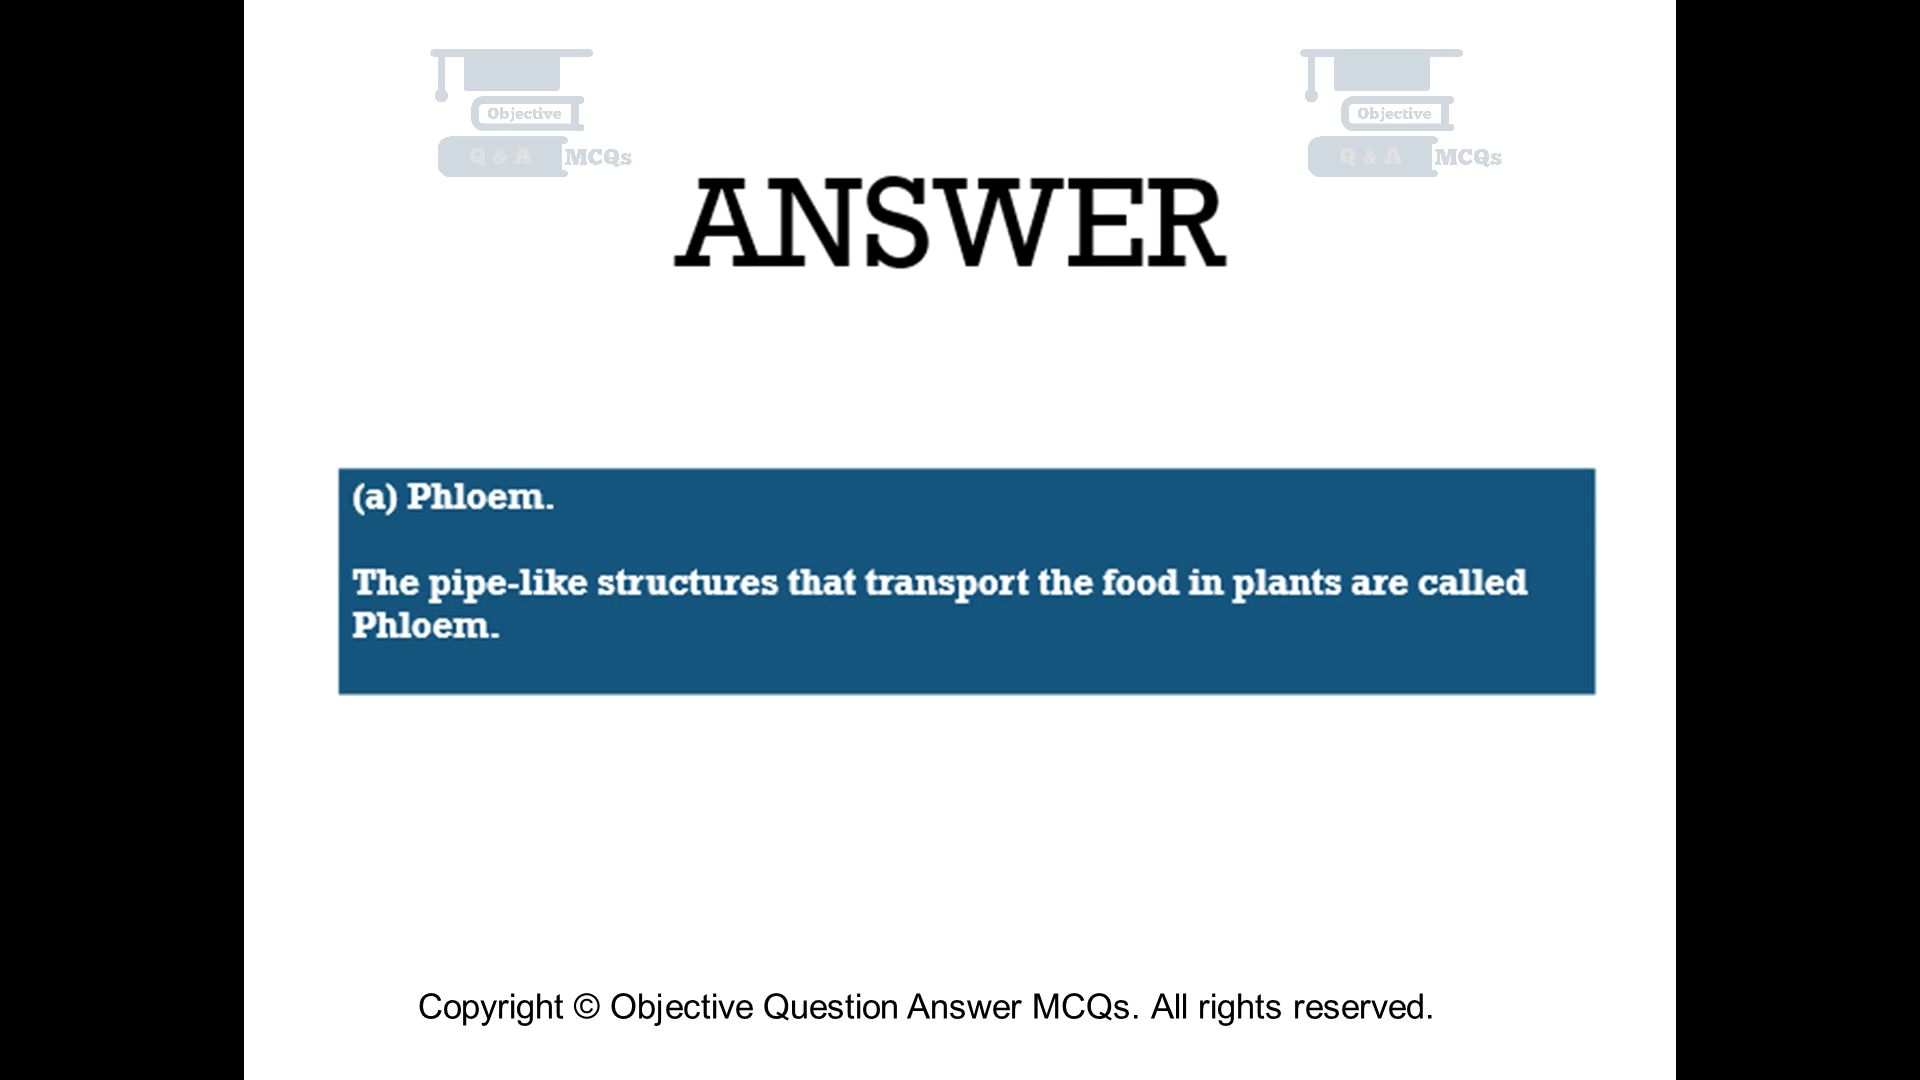 Objective
Q & A MCQs
Objective
Q & A MCQs
ANSWER
(a) Phloem.
The pipe-like structures that transport the food in plants are called
Phloem.
Copyright © Objective Question Answer MCQs. All rights reserved.